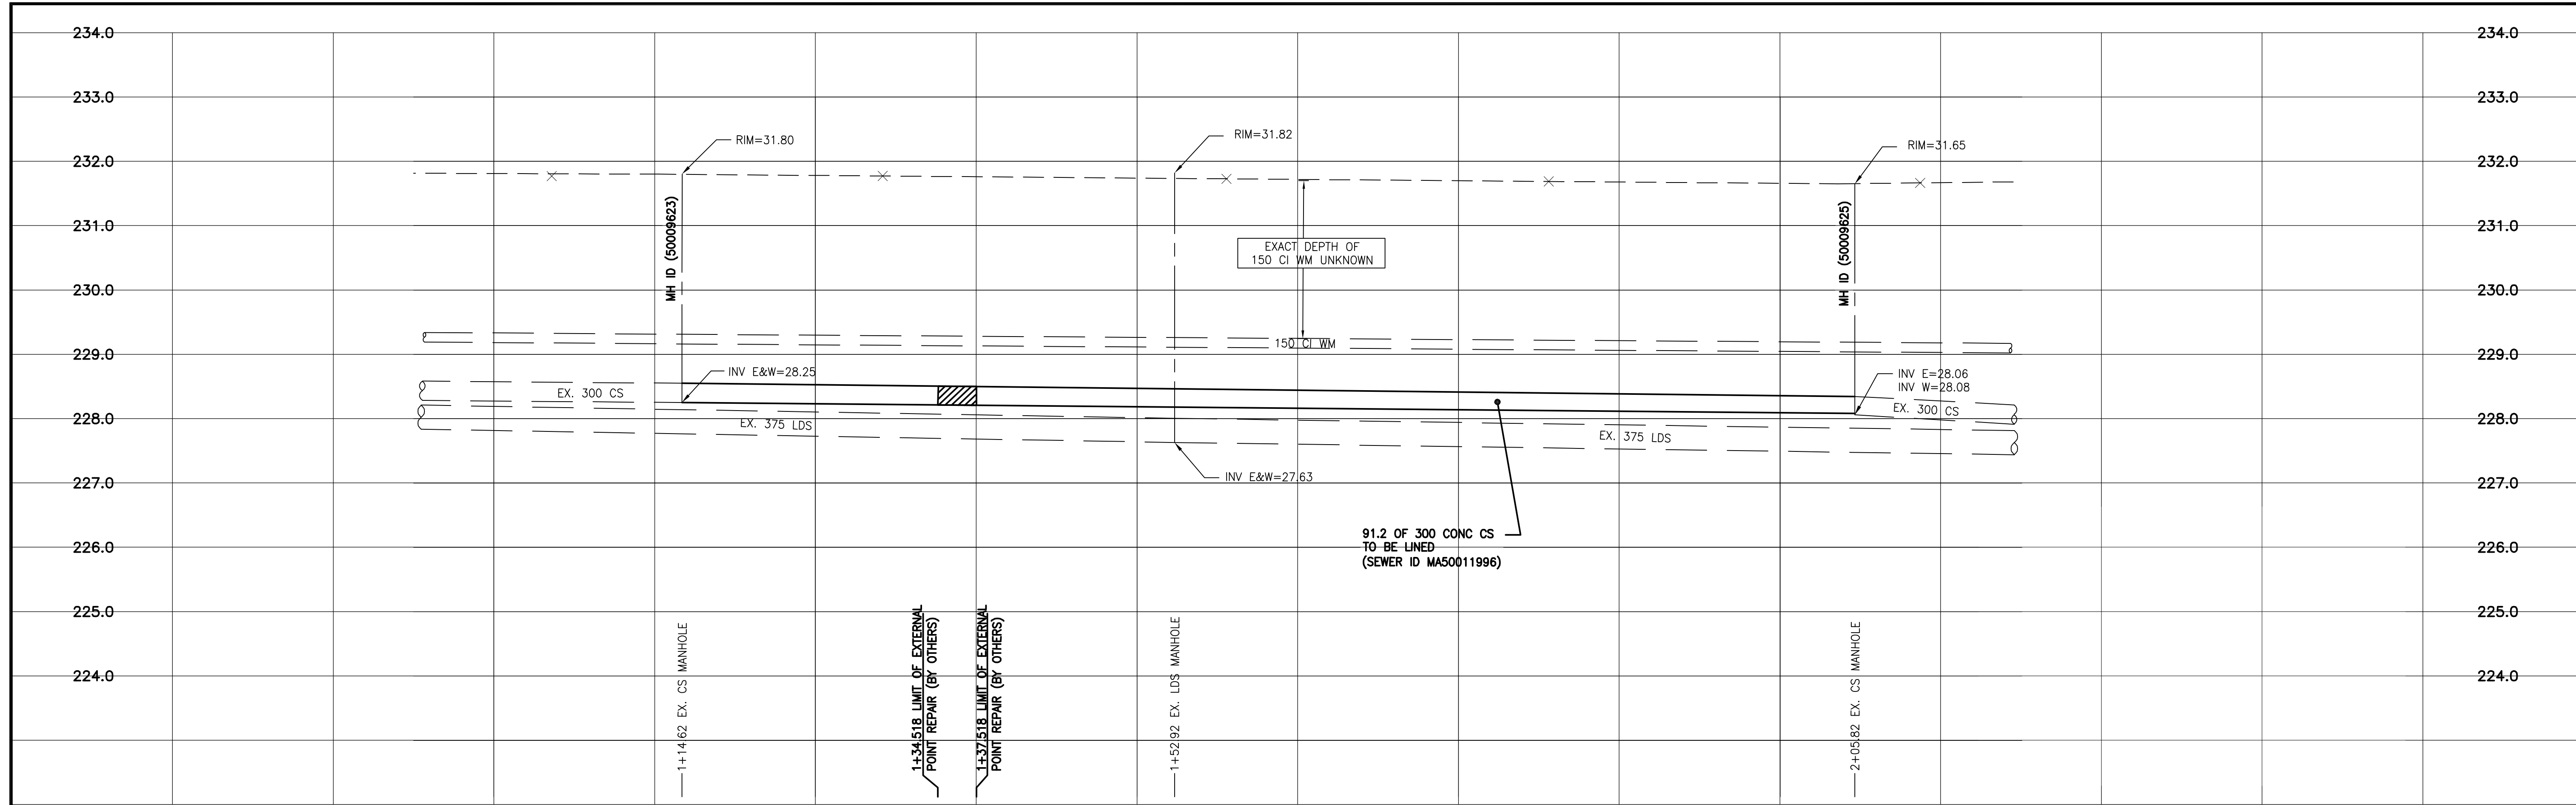 234.0
234.0
233.0
233.0
RIM=31.80
RIM=31.82
RIM=31.65
232.0
232.0
MH ID (50009623)
MH ID (50009625)
231.0
231.0
EXACT DEPTH OF
150 CI WM UNKNOWN
230.0
230.0
150 CI WM
229.0
229.0
INV E&W=28.25
INV E=28.06
INV W=28.08
EX. 300 CS
EX. 300 CS
228.0
228.0
EX. 375 LDS
EX. 375 LDS
INV E&W=27.63
227.0
227.0
91.2 OF 300 CONC CS
TO BE LINED
(SEWER ID MA50011996)
226.0
226.0
225.0
225.0
224.0
224.0
1+14.62 EX. CS MANHOLE
1+34.518 LIMIT OF EXTERNAL
POINT REPAIR (BY OTHERS)
1+37.518 LIMIT OF EXTERNAL
POINT REPAIR (BY OTHERS)
1+52.92 EX. LDS MANHOLE
2+05.82 EX. CS MANHOLE